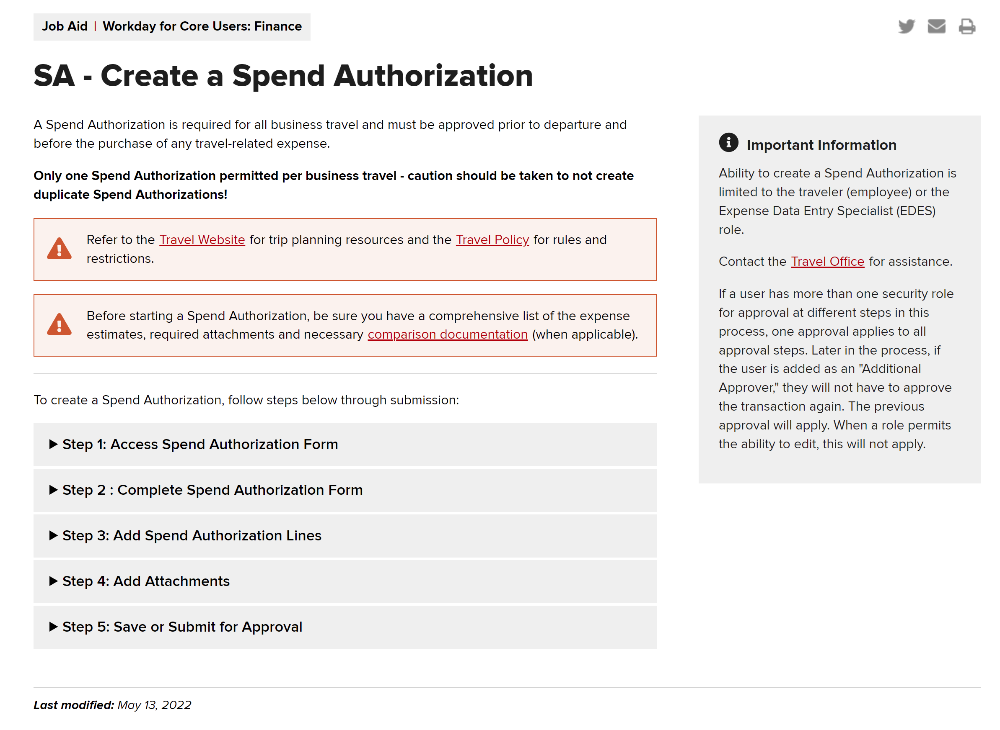 Job Aid | Workday for Core Users: Finance
SA - Create a Spend Authorization
A Spend Authorization is required for all business travel and must be approved prior to departure and
before the purchase of any travel-related expense.
Only one Spend Authorization permitted per business travel - caution should be taken to not create
duplicate Spend Authorizations!
Refer to the Travel Website for trip planning resources and the Travel Policy for rules and
restrictions.
Before starting a Spend Authorization, be sure you have a comprehensive list of the expense
estimates, required attachments and necessary comparison documentation (when applicable).
To create a Spend Authorization, follow steps below through submission:
Step 1: Access Spend Authorization Form
Step 2 : Complete Spend Authorization Form
Step 3: Add Spend Authorization Lines
Step 4: Add Attachments
Step 5: Save or Submit for Approval
Important Information
Ability to create a Spend Authorization is
limited to the traveler (employee) or the
Expense Data Entry Specialist (EDES)
role.
Contact the Travel Office for assistance.
If a user has more than one security role
for approval at different steps in this
process, one approval applies to all
approval steps. Later in the process, if
the user is added as an "Additional
Approver," they will not have to approve
the transaction again. The previous
approval will apply. When a role permits
the ability to edit, this will not apply.
Last modified: May 13, 2022